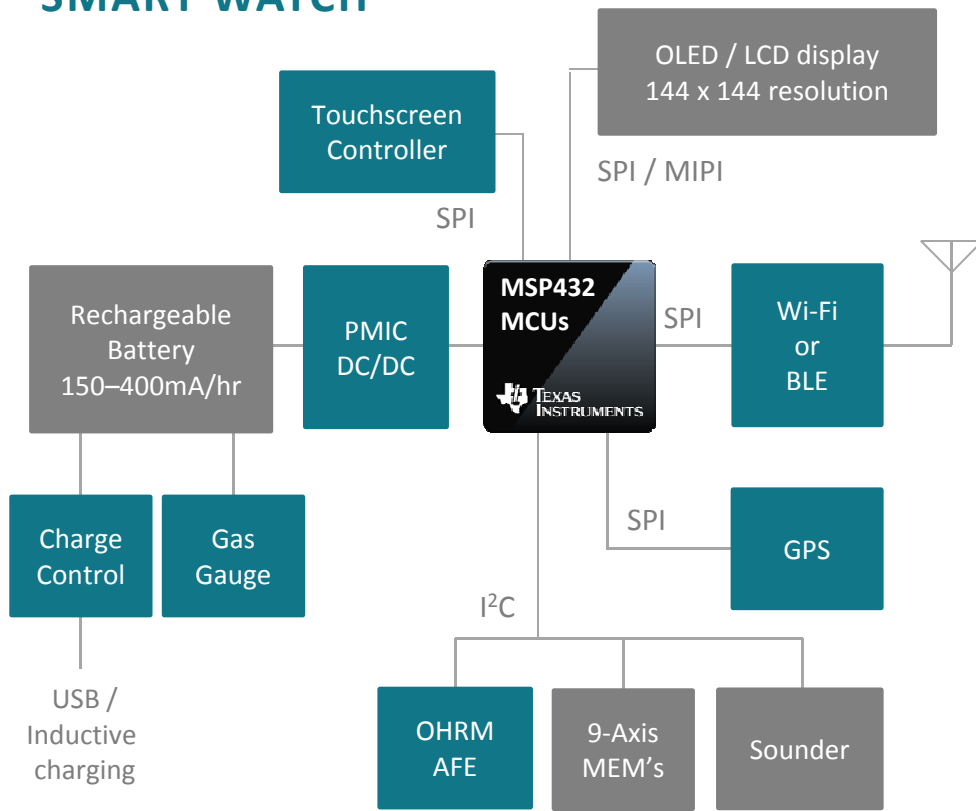 SMART WATCH
OLED / LCD display
144 x 144 resolution
Touchscreen
Controller
SPI / MIPI
SPI
MSP432
MCUs
TEXAS
INSTRUMENTS
Rechargeable
Battery
150–400mA/hr
PMIC
DC/DC
SPI
Wi-Fi
or
BLE
Charge
Control
Gas
Gauge
SPI
GPS
I²C
USB /
Inductive
charging
OHRM
AFE
9-Axis
MEM's
Sounder